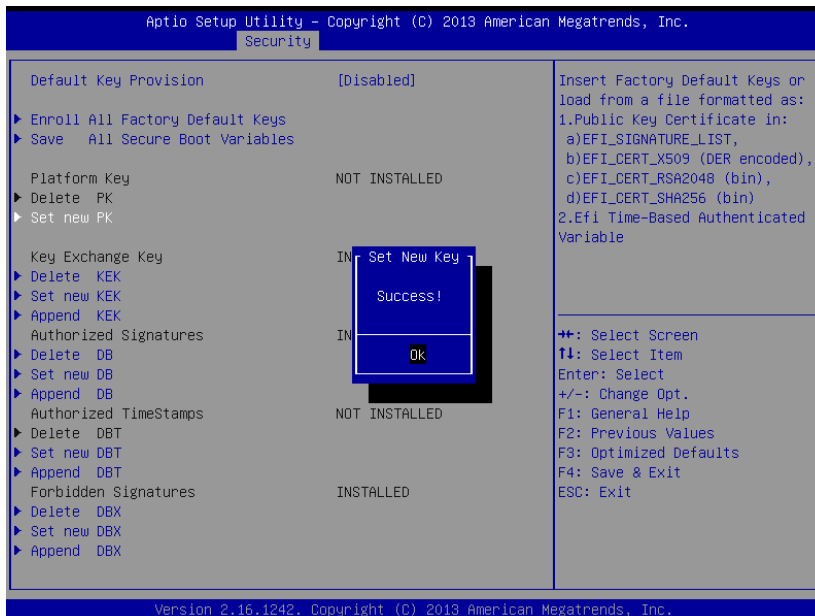 Aptio Setup Utility – Copyright (C) 2013 American Megatrends, Inc.
Security
Default Key Provision [Disabled]
Enroll All Factory Default Keys
Save All Secure Boot Variables
Platform Key NOT INSTALLED
Delete PK
Set new PK
Key Exchange Key IN
Delete KEK
Set new KEK
Append KEK
Authorized Signatures IN
Delete DB
Set new DB
Append DB
Authorized TimeStamps NOT INSTALLED
Delete DBT
Set new DBT
Append DBT
Forbidden Signatures INSTALLED
Delete DBX
Set new DBX
Append DBX
Set New Key
Success!
Ok
Insert Factory Default Keys or
load from a file formatted as:
1.Public Key Certificate in:
a)EFI_SIGNATURE_LIST,
b)EFI_CERT_X509 (DER encoded),
c)EFI_CERT_RSA2048 (bin),
d)EFI_CERT_SHA256 (bin)
2.Efi Time-Based Authenticated
Variable
→←: Select Screen
↑↓: Select Item
Enter: Select
+/-: Change Opt.
F1: General Help
F2: Previous Values
F3: Optimized Defaults
F4: Save & Exit
ESC: Exit
Version 2.16.1242. Copyright (C) 2013 American Megatrends, Inc.